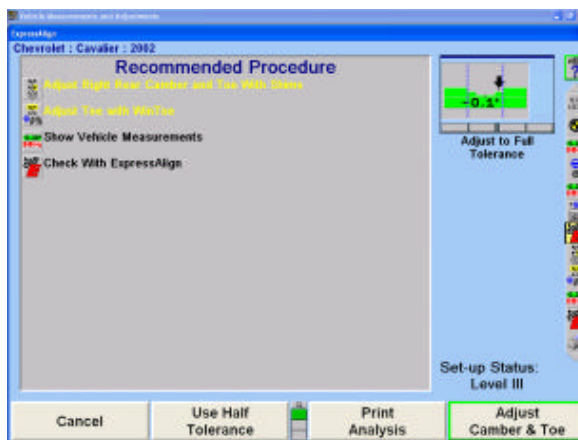 Vehicle Measurements and Adjustments
ExpressAlign
Chevrolet : Cavalier : 2002
Recommended Procedure
Adjust Right Rear Camber and Toe With Shims
Adjust Toe with WinToe
Show Vehicle Measurements
Check With ExpressAlign
-0.1°
Adjust to Full
Tolerance
Set-up Status:
Level III
Cancel
Use Half
Tolerance
Print
Analysis
Adjust
Camber & Toe